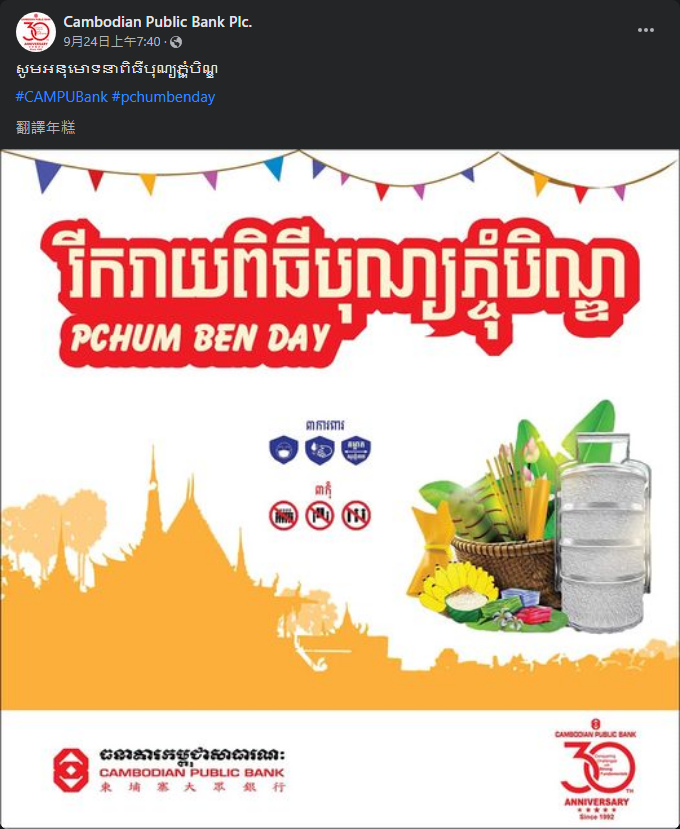 Cambodian Public Bank Plc.
9月24日上午7:40
សូមអនុមោទនាពិធីបុណ្យភ្ជុំបិណ្ឌ
#CAMPUBank #pchumbenday
翻譯年糕
រីករាយពិធីបុណ្យភ្ជុំបិណ្ឌ
PCHUM BEN DAY
៣ការពារ
៣កុំ
ធនាគារកម្ពុជាសាធារណៈ
CAMBODIAN PUBLIC BANK
柬埔寨大眾銀行
CAMBODIAN PUBLIC BANK
30TH
ANNIVERSARY
Since 1992